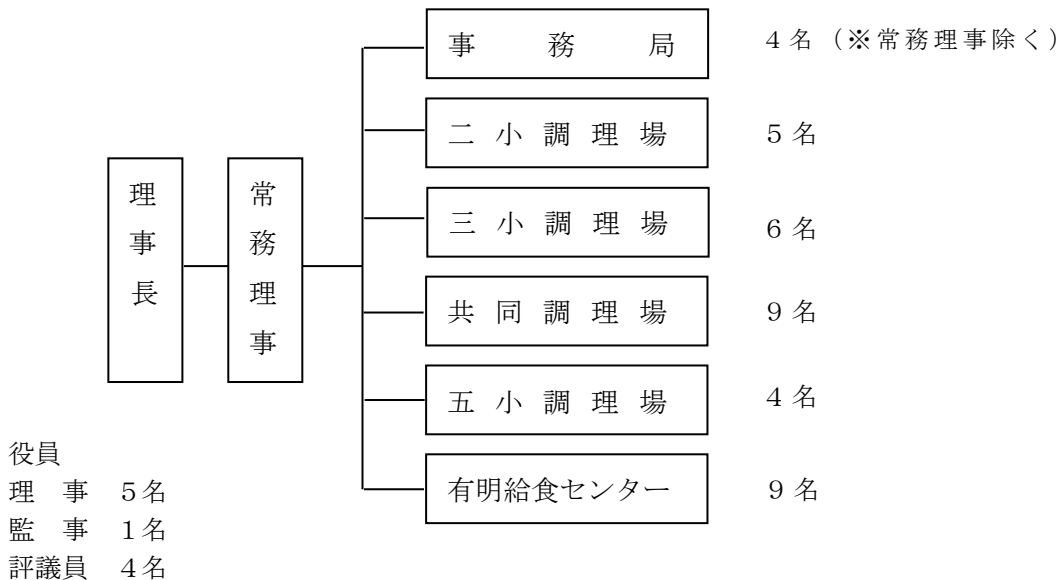 事務局 4名（※常務理事除く）
二小調理場 5名
三小調理場 6名
共同調理場 9名
五小調理場 4名
有明給食センター 9名
理事長
常務理事
役員
理事 5名
監事 1名
評議員 4名